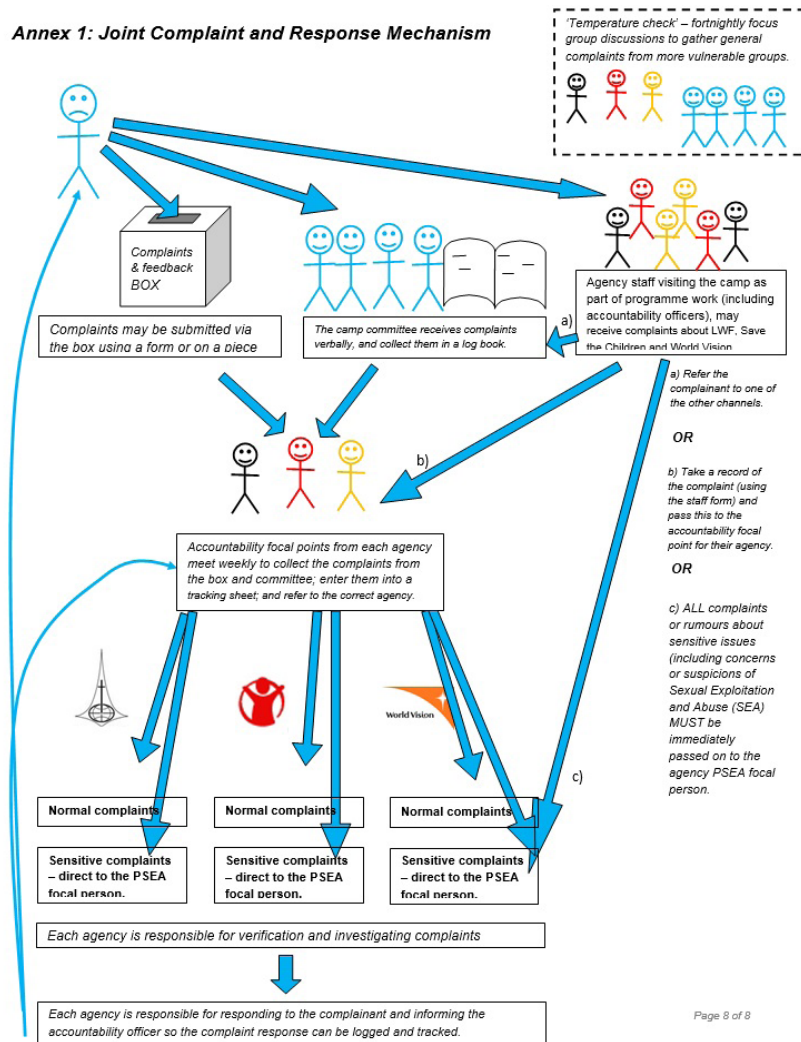 Annex 1: Joint Complaint and Response Mechanism
'Temperature check' – fortnightly focus
group discussions to gather general
complaints from more vulnerable groups.
Complaints
& feedback
BOX
Complaints may be submitted via
the box using a form or on a piece
The camp committee receives complaints
verbally, and collect them in a log book.
a)
Agency staff visiting the camp as
part of programme work (including
accountability officers), may
receive complaints about LWF, Save
the Children and World Vision
a) Refer the
complainant to one of
the other channels.
OR
b) Take a record of
the complaint (using
the staff form) and
pass this to the
accountability focal
point for their agency.
OR
c) ALL complaints
or rumours about
sensitive issues
(including concerns
or suspicions of
Sexual Exploitation
and Abuse (SEA)
MUST be
immediately
passed on to the
agency PSEA focal
person.
b)
Accountability focal points from each agency
meet weekly to collect the complaints from
the box and committee; enter them into a
tracking sheet; and refer to the correct agency.
World Vision
c)
Normal complaints
Normal complaints
Normal complaints
Sensitive complaints
– direct to the PSEA
focal person.
Sensitive complaints
– direct to the PSEA
focal person.
Sensitive complaints
– direct to the PSEA
focal person.
Each agency is responsible for verification and investigating complaints
Each agency is responsible for responding to the complainant and informing the
accountability officer so the complaint response can be logged and tracked.
Page 8 of 8